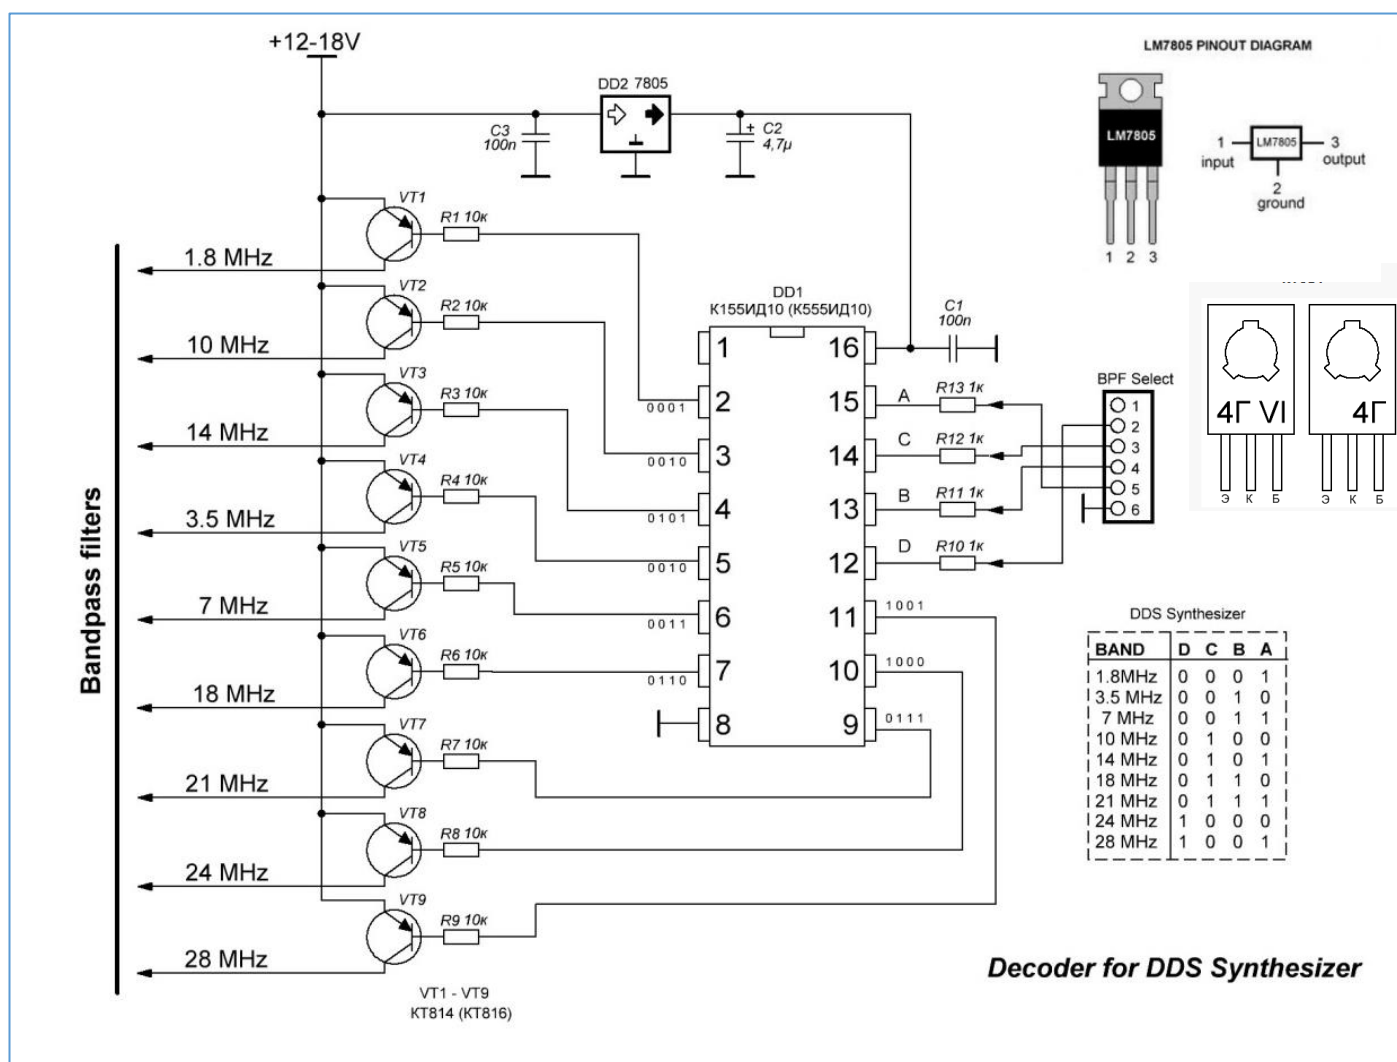 +12-18V
DD2 7805
C3
100n
+
C2
4,7µ
LM7805 PINOUT DIAGRAM
LM7805
1 2 3
1
input
LM7805
3
output
2
ground
Bandpass filters
VT1
R1 10к
1.8 MHz
VT2
R2 10к
10 MHz
VT3
R3 10к
14 MHz
VT4
R4 10к
3.5 MHz
VT5
R5 10к
7 MHz
VT6
R6 10к
18 MHz
VT7
R7 10к
21 MHz
VT8
R8 10к
24 MHz
VT9
R9 10к
28 MHz
VT1 - VT9
КТ814 (КТ816)
DD1
К155ИД10 (К555ИД10)
C1
100n
1 16
0001 2 15 A R13 1к
0010 3 14 C R12 1к
0101 4 13 B R11 1к
0010 5 12 D R10 1к
0011 6 11 1001
0110 7 10 1000
8 9 0111
BPF Select
1
2
3
4
5
6
4Г VI
Э К Б
4Г
Э К Б
DDS Synthesizer
BAND D C B A
1.8MHz 0 0 0 1
3.5 MHz 0 0 1 0
7 MHz 0 0 1 1
10 MHz 0 1 0 0
14 MHz 0 1 0 1
18 MHz 0 1 1 0
21 MHz 0 1 1 1
24 MHz 1 0 0 0
28 MHz 1 0 0 1
Decoder for DDS Synthesizer